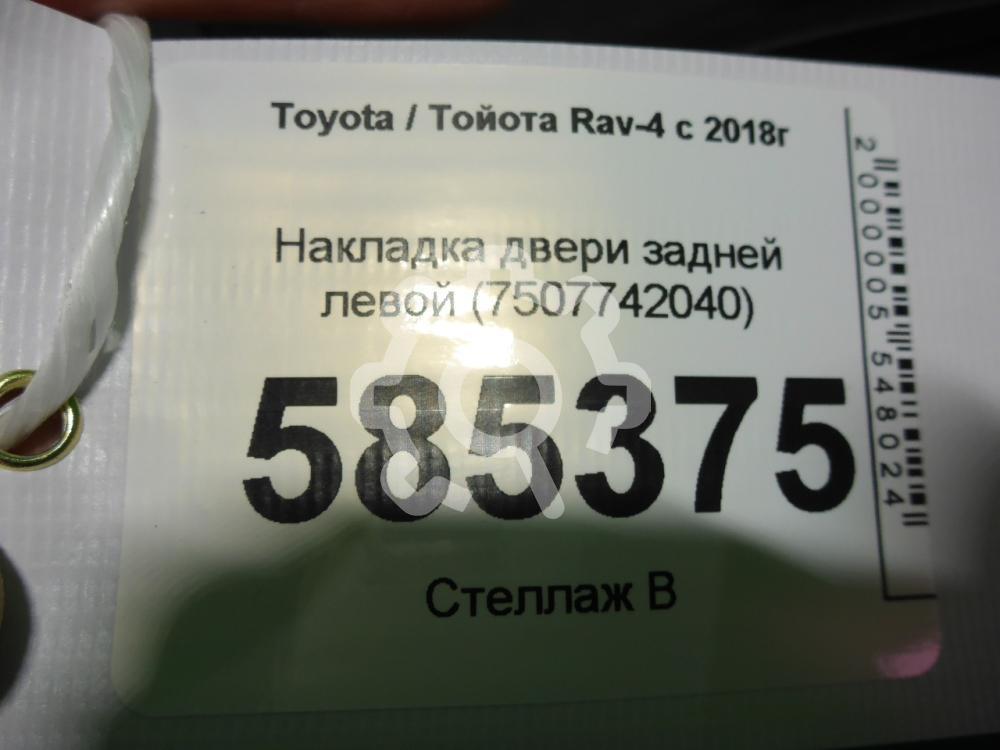 Toyota / Тойота Rav-4 с 2018г
Накладка двери задней
левой (7507742040)
585375
Стеллаж В
2000005548024